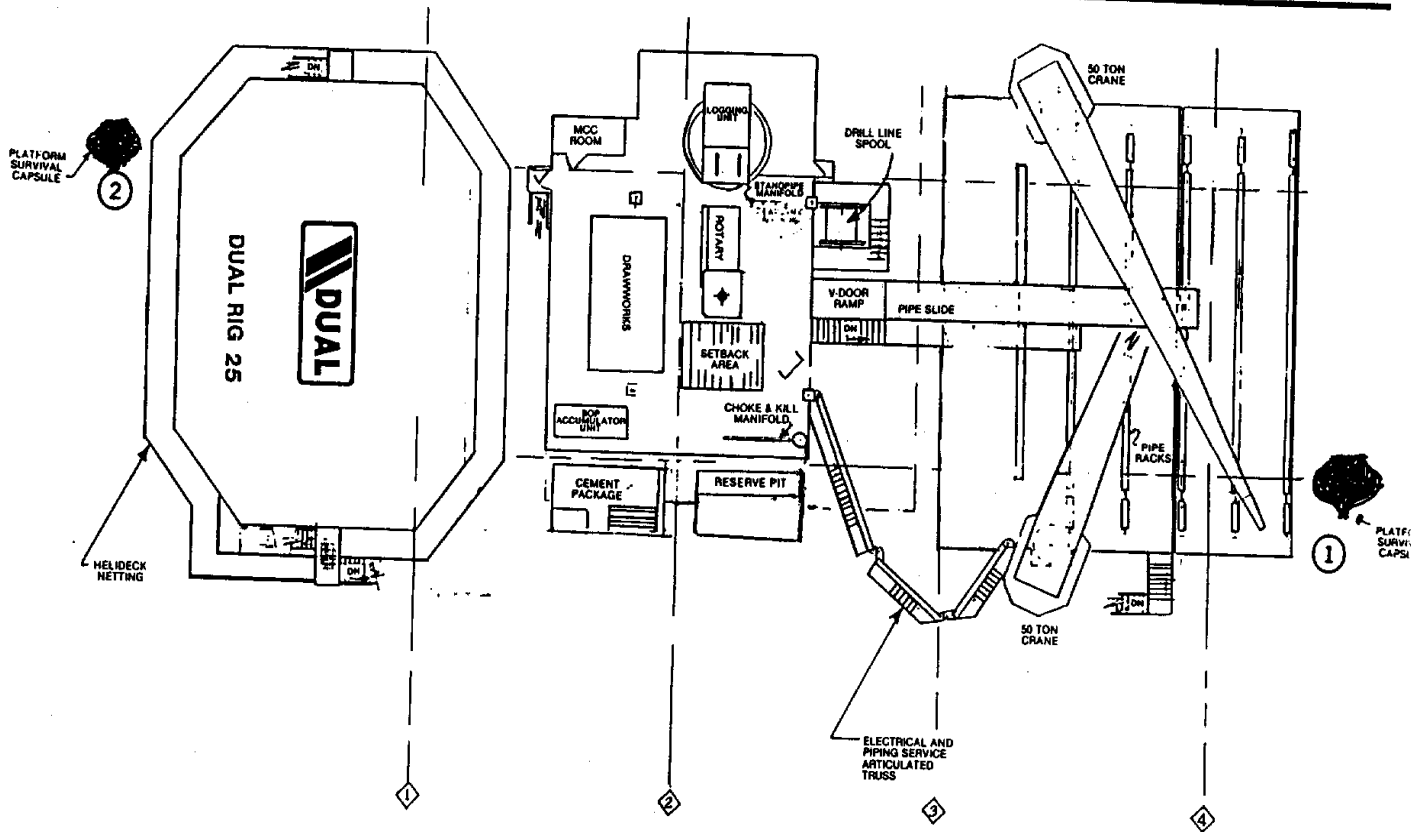 PLATFORM
SURVIVAL
CAPSULE
2
DN
DUAL
DUAL RIG 25
HELIDECK
NETTING
DN
MCC
ROOM
LOGGING
UNIT
STANDPIPE
MANIFOLD
DRILL LINE
SPOOL
ROTARY
DRAWWORKS
V-DOOR
RAMP
PIPE SLIDE
DN
SETBACK
AREA
BOP
ACCUMULATOR
UNIT
CHOKE & KILL
MANIFOLD
CEMENT
PACKAGE
RESERVE PIT
50 TON
CRANE
PIPE
RACKS
50 TON
CRANE
DN
1
PLATFO
SURVIV
CAPSU
ELECTRICAL AND
PIPING SERVICE
ARTICULATED
TRUSS
1
2
3
4